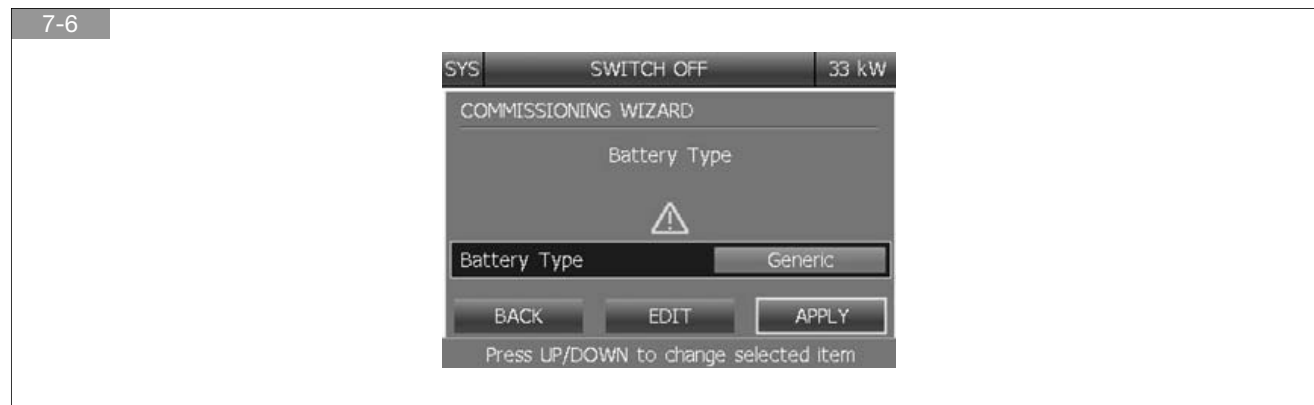 7-6
SYS SWITCH OFF 33 kW
COMMISSIONING WIZARD
Battery Type
Battery Type Generic
BACK EDIT APPLY
Press UP/DOWN to change selected item